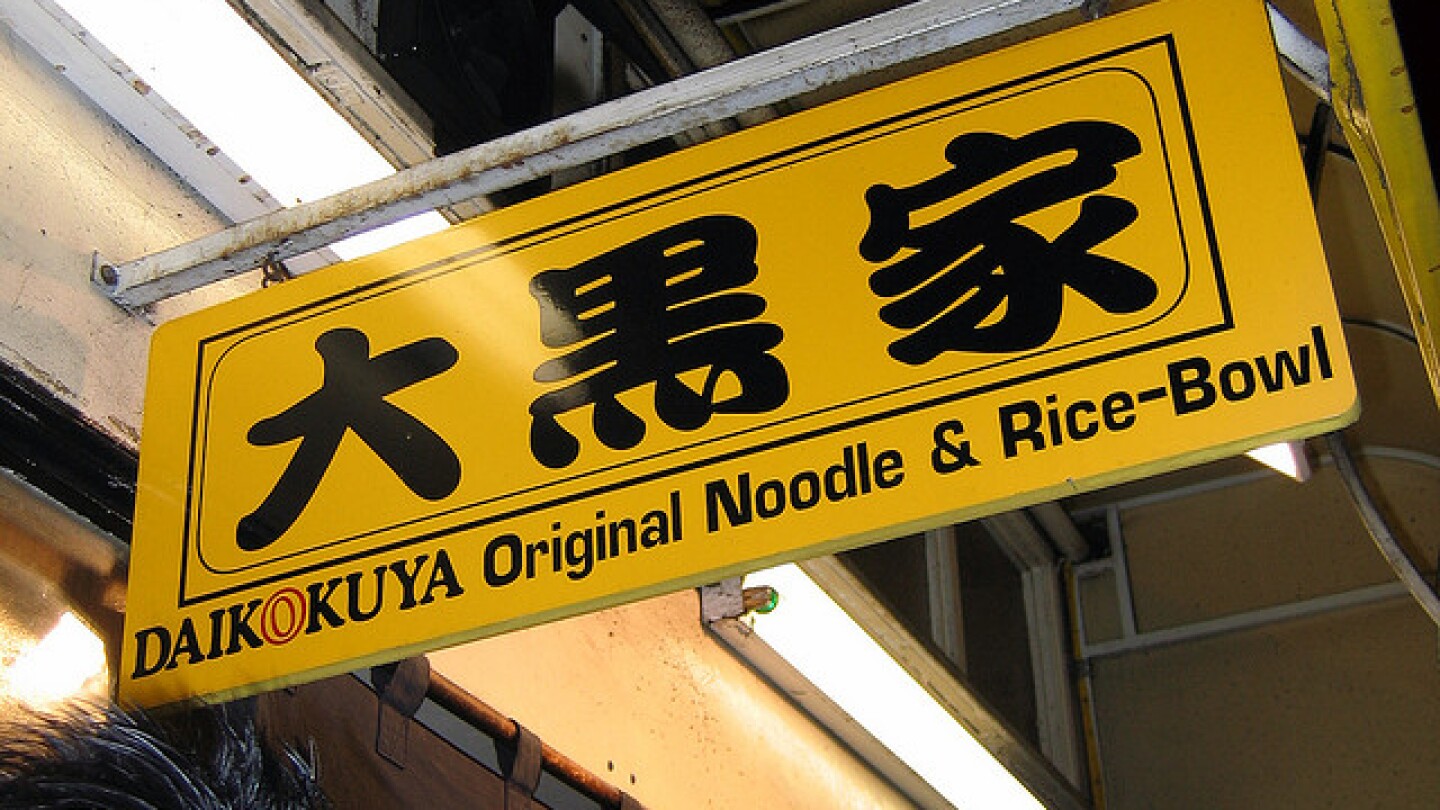 大黒家
DAIKOKUYA Original Noodle & Rice-Bowl